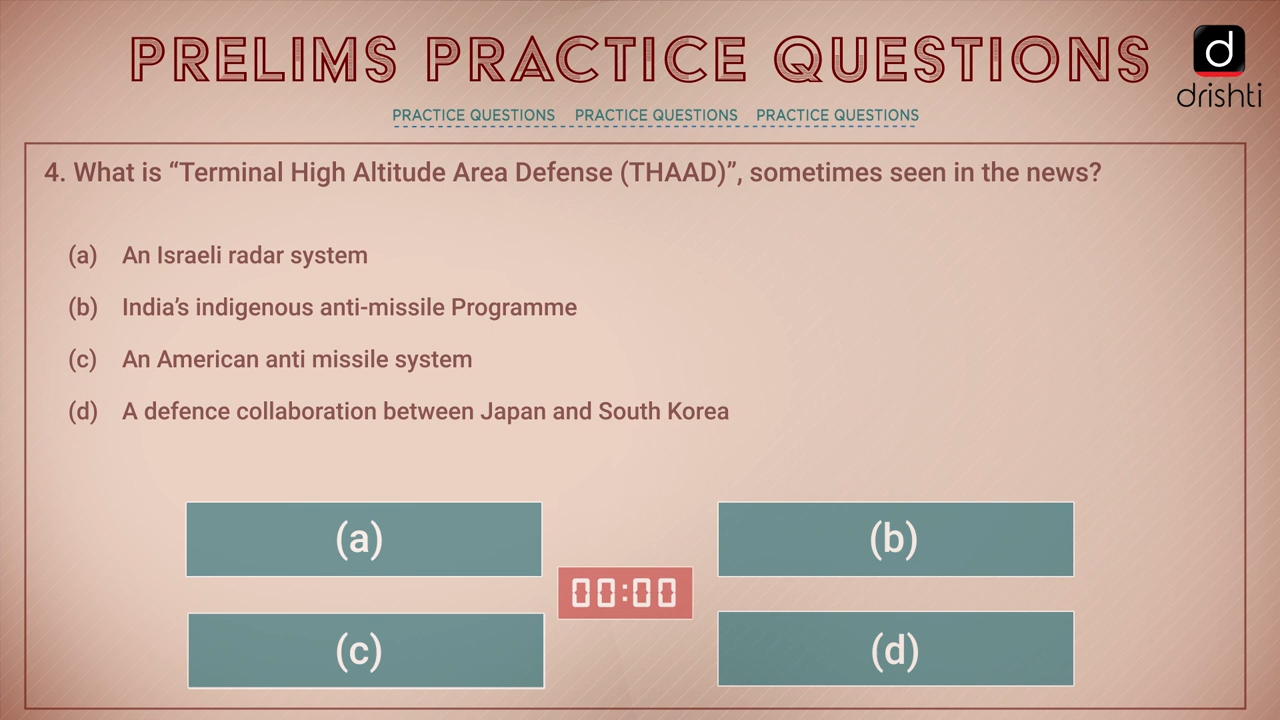 PRELIMS PRACTICE QUESTIONS
d
drishti
PRACTICE QUESTIONS PRACTICE QUESTIONS PRACTICE QUESTIONS
4. What is “Terminal High Altitude Area Defense (THAAD)”, sometimes seen in the news?
(a) An Israeli radar system
(b) India’s indigenous anti-missile Programme
(c) An American anti missile system
(d) A defence collaboration between Japan and South Korea
(a) (b)
00:00
(c) (d)